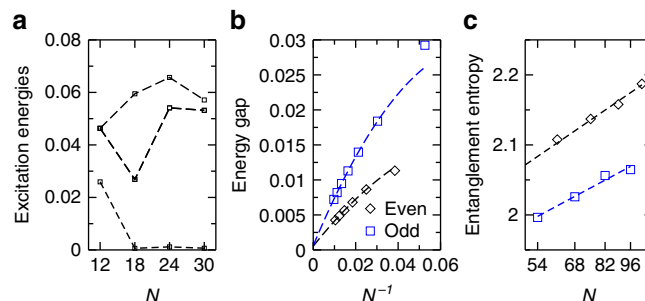 a
Excitation energies
0.08
0.06
0.04
0.02
0
12 18 24 30
N
b
Energy gap
0.03
0.025
0.02
0.015
0.01
0.005
0
0 0.02 0.04 0.06
Even
Odd
N⁻¹
c
Entanglement entropy
2.2
2.1
2
54 68 82 96
N